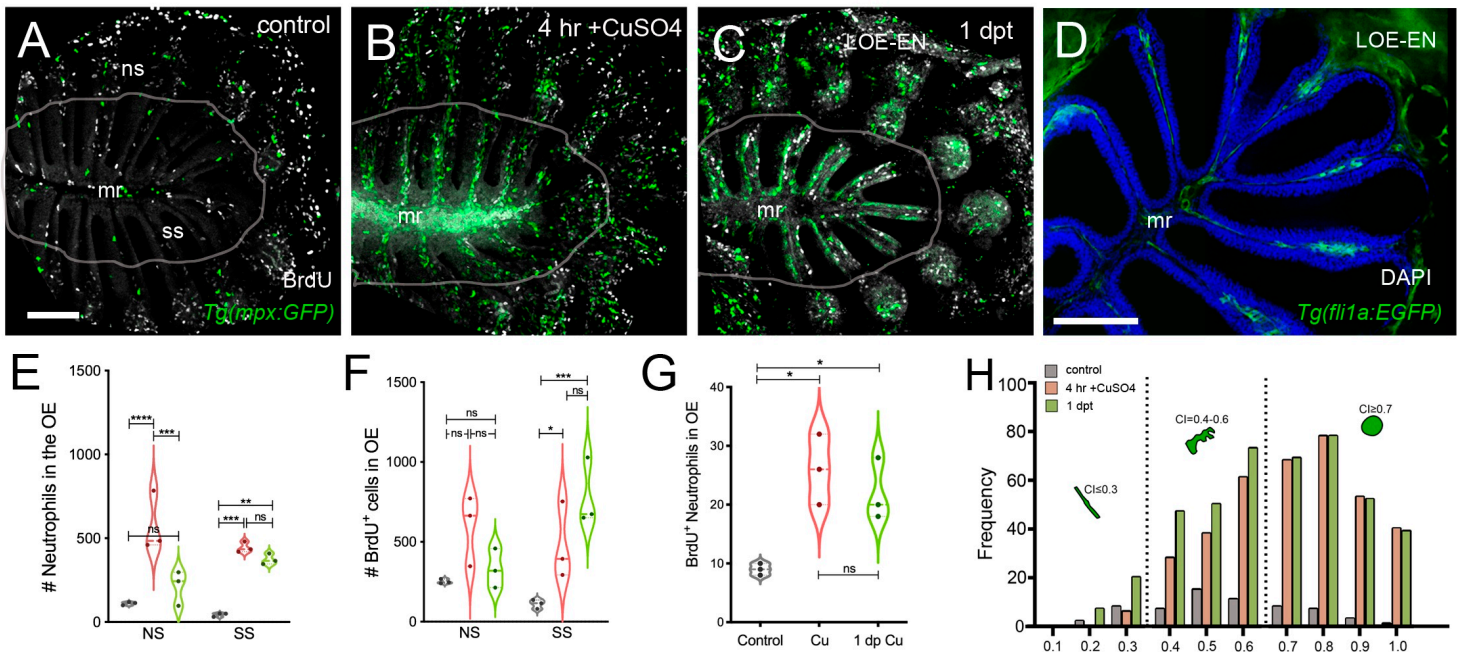 A
control
ns
mr
ss
BrdU
Tg(mpx:GFP)
B
4 hr +CuSO4
mr
C
LOE-EN
1 dpt
mr
D
LOE-EN
mr
DAPI
Tg(fli1a:EGFP)
E
# Neutrophils in the OE
1500
1000
500
0
****
***
ns
**
***
ns
NS
SS
F
# BrdU+ cells in OE
1500
1000
500
0
ns
ns
ns
***
ns
*
NS
SS
G
BrdU+ Neutrophils in OE
40
30
20
10
0
*
*
ns
Control
Cu
1 dp Cu
H
control
4 hr +CuSO4
1 dpt
Frequency
100
80
60
40
20
0
CI≤0.3
CI=0.4-0.6
CI≥0.7
0.1 0.2 0.3 0.4 0.5 0.6 0.7 0.8 0.9 1.0